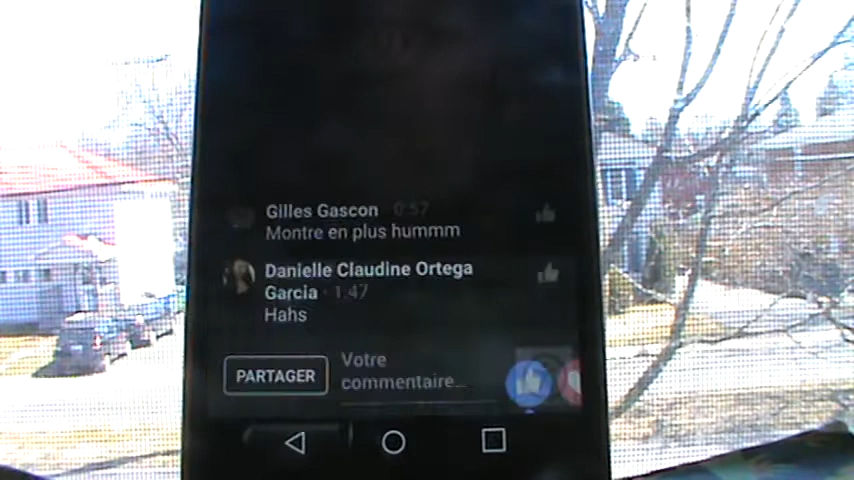 Gilles Gascon · 0:57
Montre en plus hummm
Danielle Claudine Ortega
Garcia · 1:47
Hahs
PARTAGER
Votre
commentaire...